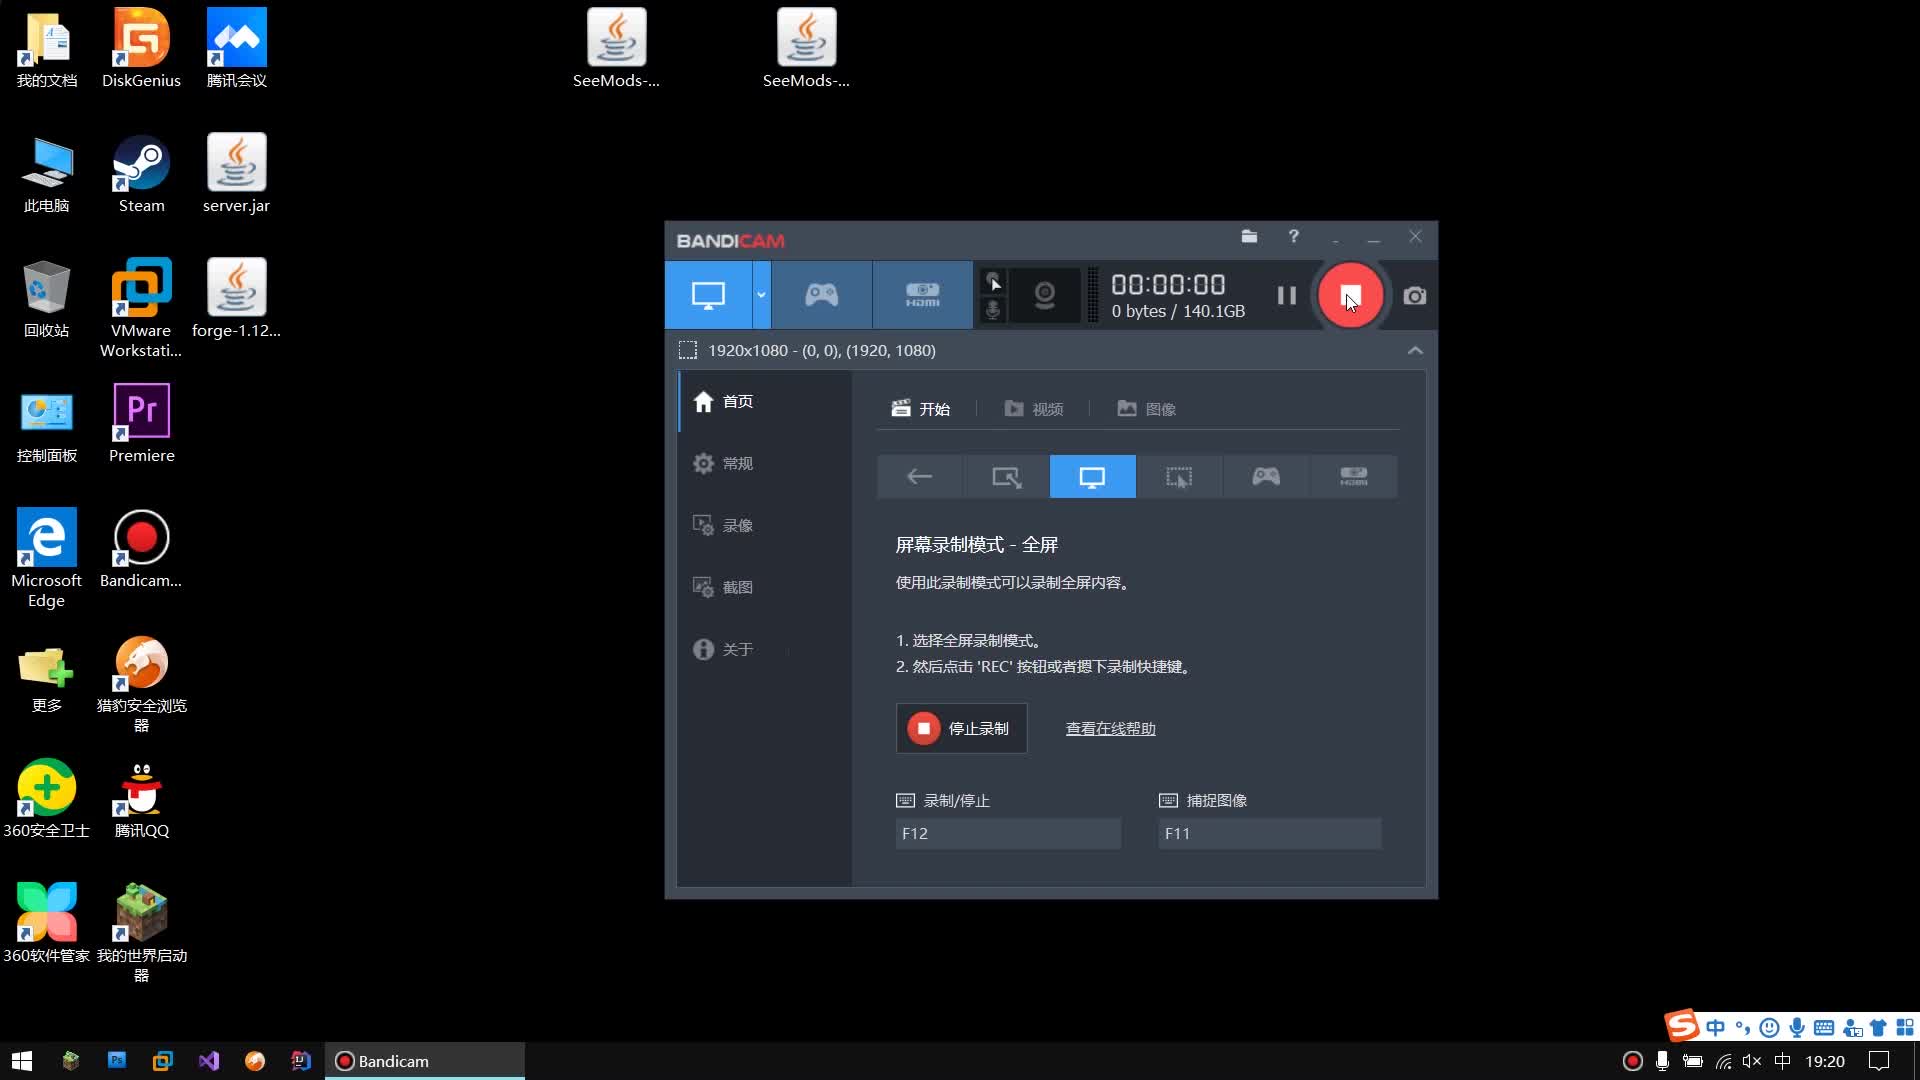 我的文档
DiskGenius
腾讯会议
SeeMods-...
SeeMods-...
此电脑
Steam
server.jar
回收站
VMware
Workstati...
forge-1.12...
控制面板
Premiere
Microsoft
Edge
Bandicam...
更多
猎豹安全浏览
器
360安全卫士
腾讯QQ
360软件管家
我的世界启动
器
BANDICAM
HDMI
00:00:00
0 bytes / 140.1GB
1920x1080 - (0, 0), (1920, 1080)
首页
常规
录像
截图
关于
开始
视频
图像
HDMI
屏幕录制模式 - 全屏
使用此录制模式可以录制全屏内容。
1. 选择全屏录制模式。
2. 然后点击 'REC' 按钮或者摁下录制快捷键。
停止录制
查看在线帮助
录制/停止
捕捉图像
F12
F11
中
Bandicam
中
19:20